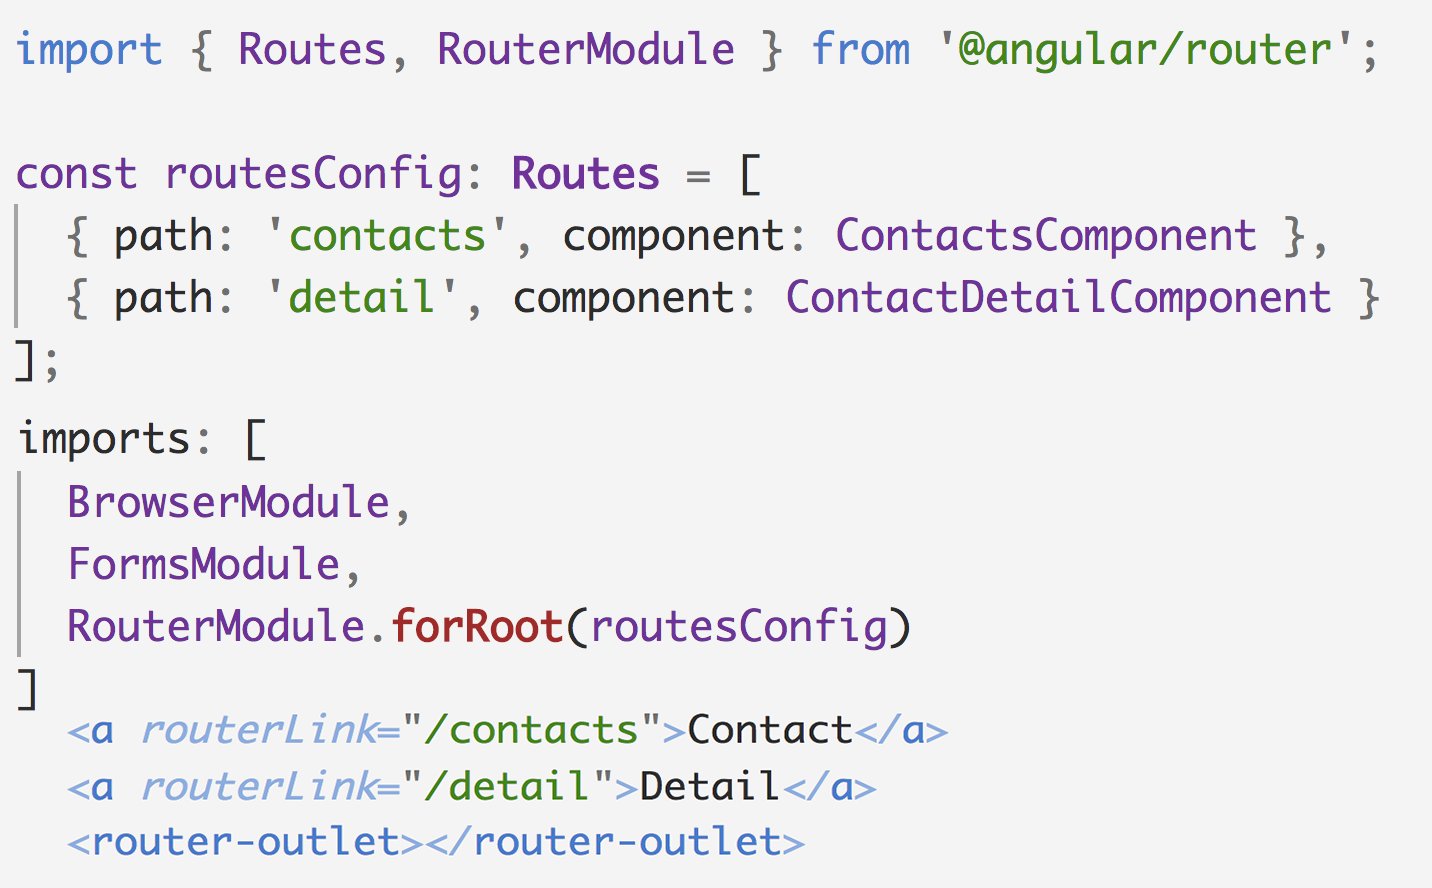 import { Routes, RouterModule } from '@angular/router';
const routesConfig: Routes = [
{ path: 'contacts', component: ContactsComponent },
{ path: 'detail', component: ContactDetailComponent }
];
imports: [
BrowserModule,
FormsModule,
RouterModule.forRoot(routesConfig)
]
<a routerLink="/contacts">Contact</a>
<a routerLink="/detail">Detail</a>
<router-outlet></router-outlet>